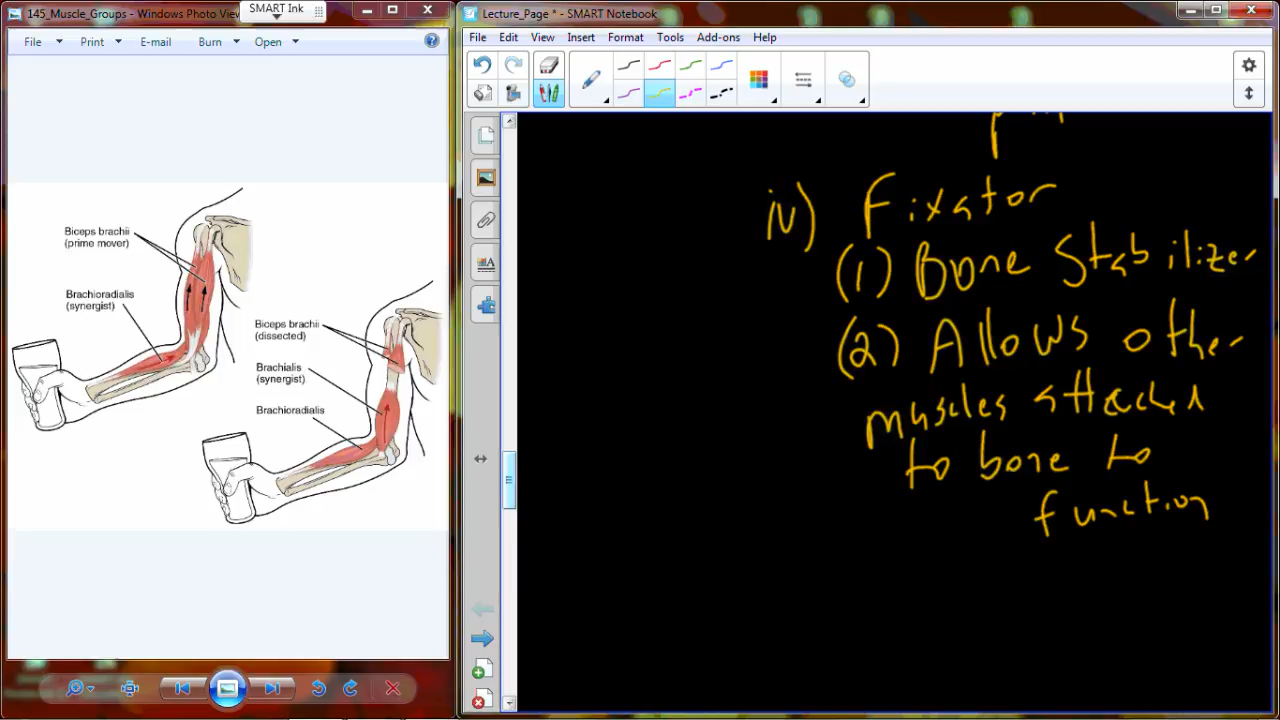 145_Muscle_Groups - Windows Photo View
SMART Ink
File Print E-mail Burn Open
Biceps brachii
(prime mover)
Brachioradialis
(synergist)
Biceps brachii
(dissected)
Brachialis
(synergist)
Brachioradialis
Lecture_Page * - SMART Notebook
File Edit View Insert Format Tools Add-ons Help
iv) Fixator
(1) Bone Stabilizer
(2) Allows other
muscles attached
to bone to
function